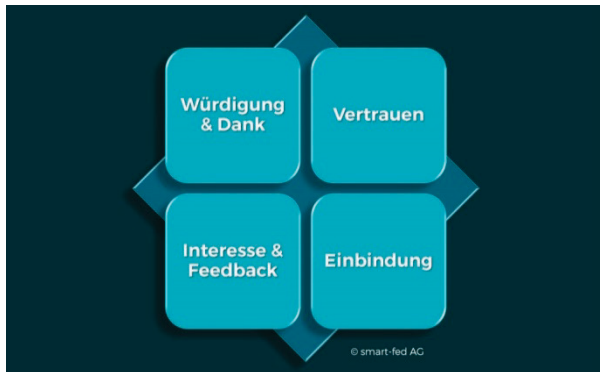 Würdigung
& Dank
Vertrauen
Interesse &
Feedback
Einbindung
© smart-fed AG